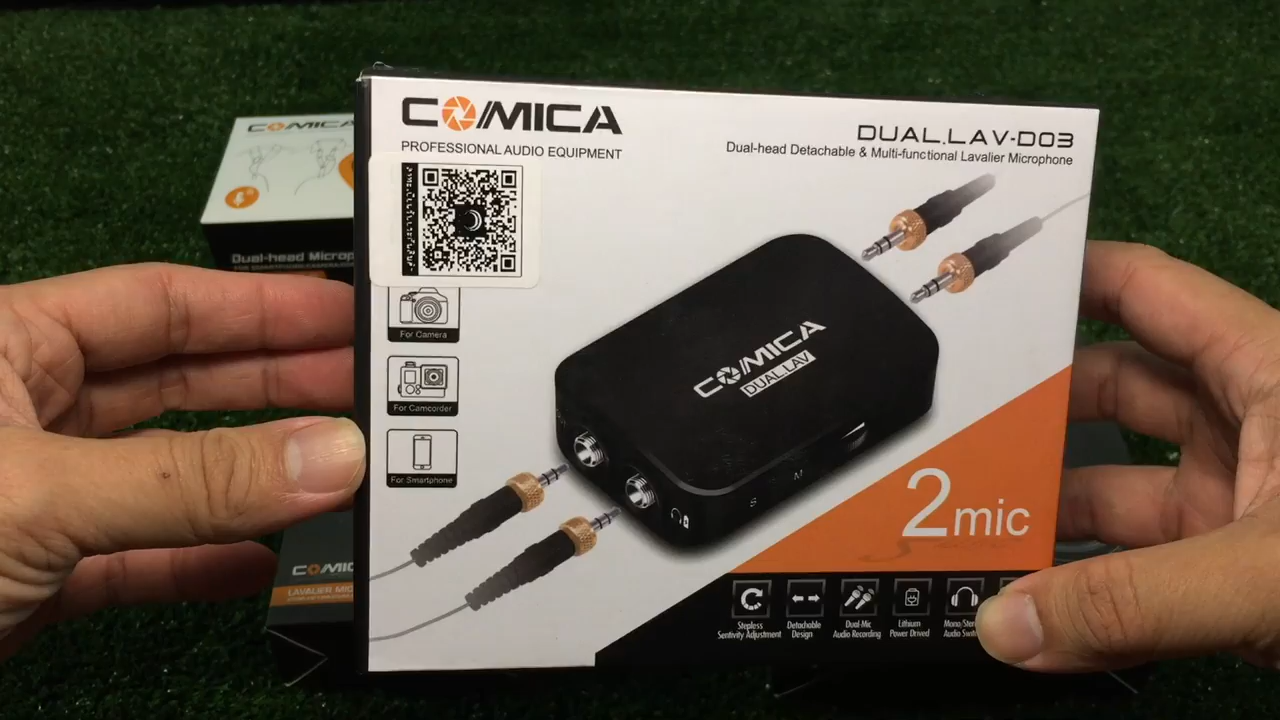 COMICA
PROFESSIONAL AUDIO EQUIPMENT
DUAL.LAV-D03
Dual-head Detachable & Multi-functional Lavalier Microphone
For Camera
For Camcorder
For Smartphone
COMICA
DUAL.LAV
S
M
2mic
Stepless
Sentivity Adjustment
Detachable
Design
Dual-Mic
Audio Recording
Lithium
Power Drived
COMICA
Dual-head
COMIC
LAVALIER MIC